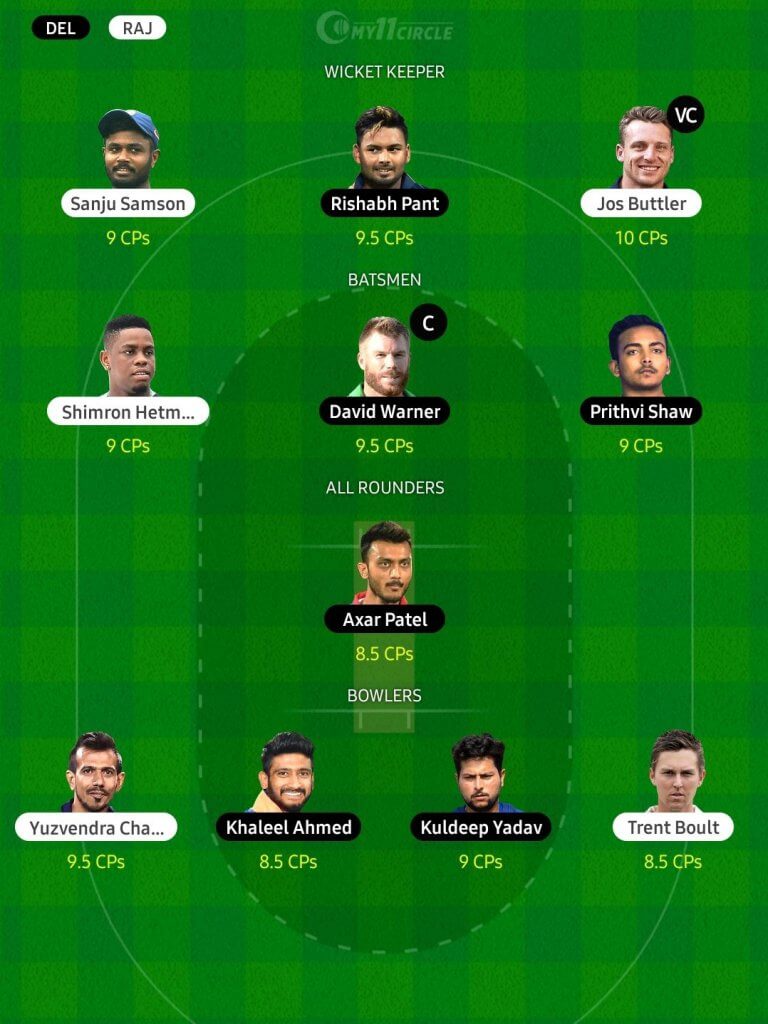 DEL RAJ MY11CIRCLE
WICKET KEEPER
VC
Sanju Samson Rishabh Pant Jos Buttler
9 CPs 9.5 CPs 10 CPs
BATSMEN
C
Shimron Hetm... David Warner Prithvi Shaw
9 CPs 9.5 CPs 9 CPs
ALL ROUNDERS
Axar Patel
8.5 CPs
BOWLERS
Yuzvendra Cha... Khaleel Ahmed Kuldeep Yadav Trent Boult
9.5 CPs 8.5 CPs 9 CPs 8.5 CPs